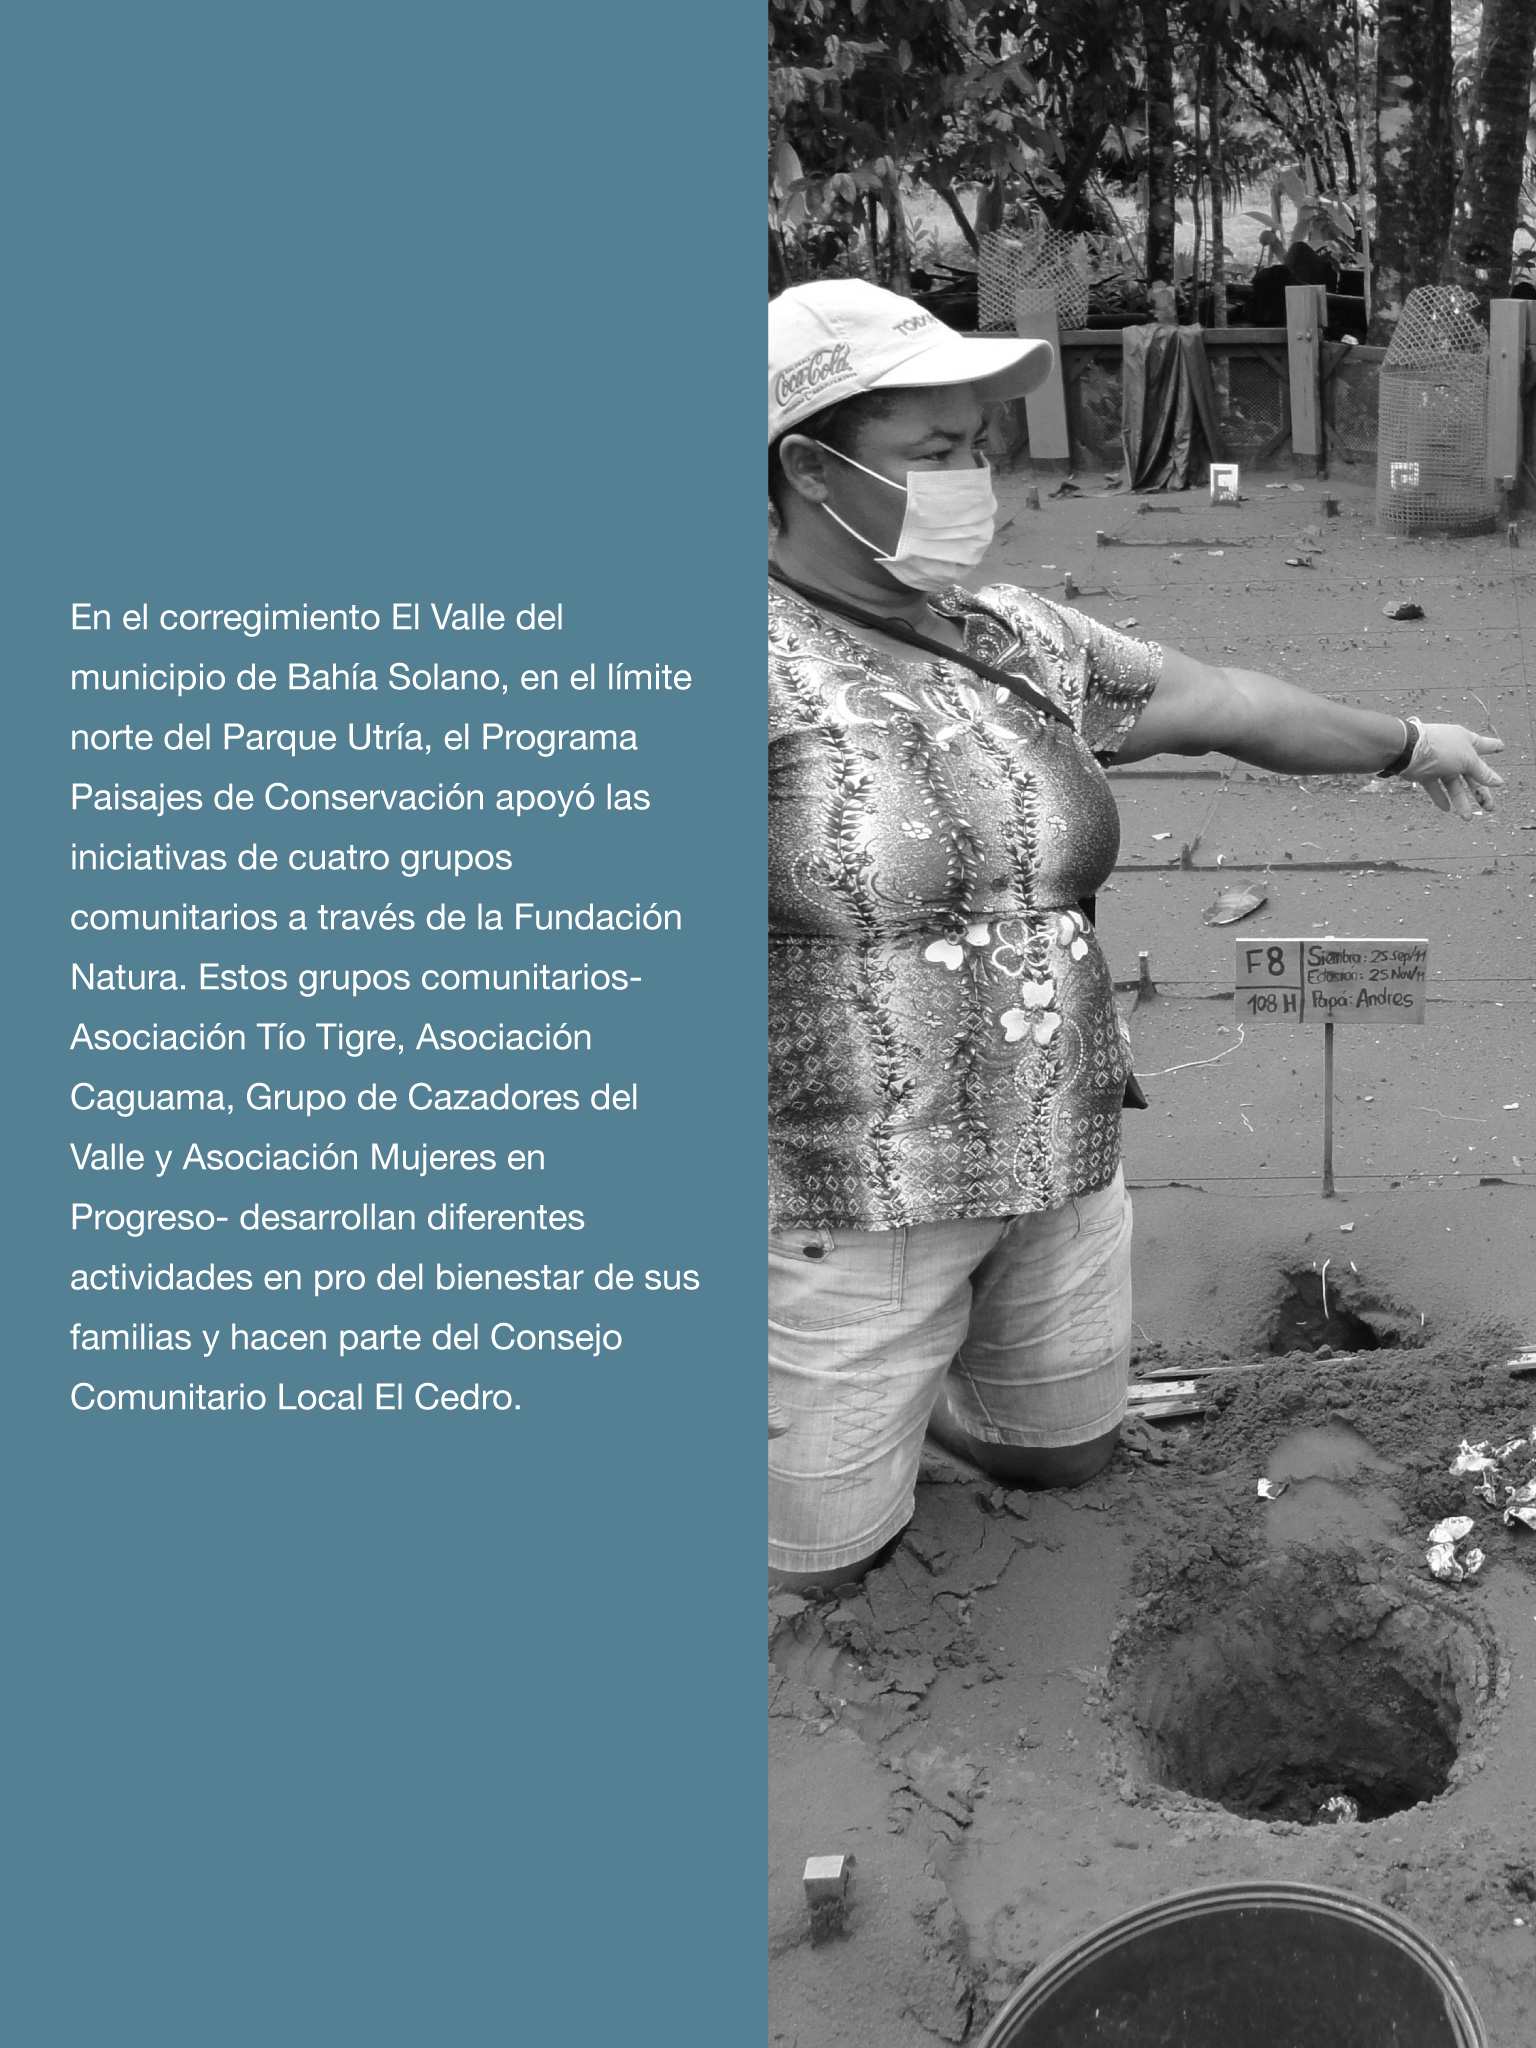 En el corregimiento El Valle del
municipio de Bahía Solano, en el límite
norte del Parque Utría, el Programa
Paisajes de Conservación apoyó las
iniciativas de cuatro grupos
comunitarios a través de la Fundación
Natura. Estos grupos comunitarios-
Asociación Tío Tigre, Asociación
Caguama, Grupo de Cazadores del
Valle y Asociación Mujeres en
Progreso- desarrollan diferentes
actividades en pro del bienestar de sus
familias y hacen parte del Consejo
Comunitario Local El Cedro.
Coca-Cola
F8
108 H
Siembra: 25 sep/11
Eclosion: 25 Nov/11
Papá: Andres